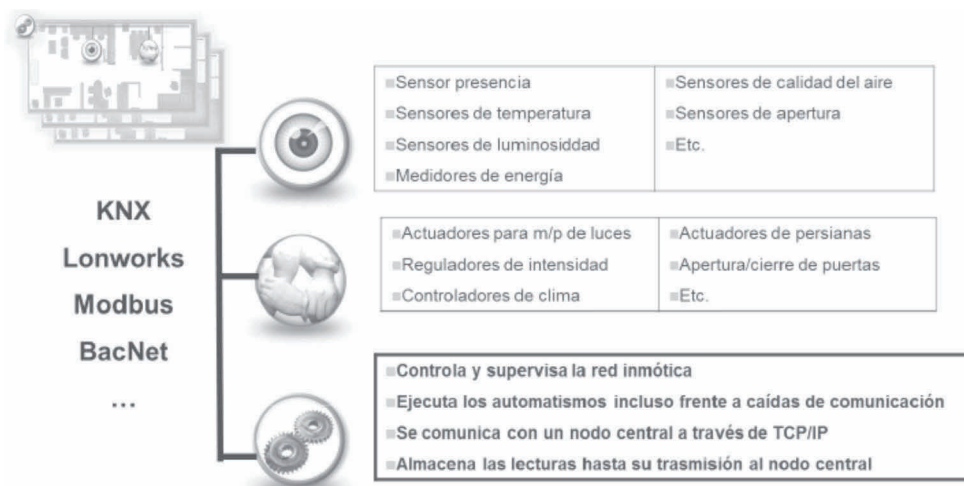 KNX
Lonworks
Modbus
BacNet
...
Sensor presencia
Sensores de temperatura
Sensores de luminosiddad
Medidores de energía
Sensores de calidad del aire
Sensores de apertura
Etc.
Actuadores para m/p de luces
Reguladores de intensidad
Controladores de clima
Actuadores de persianas
Apertura/cierre de puertas
Etc.
Controla y supervisa la red inmótica
Ejecuta los automatismos incluso frente a caídas de comunicación
Se comunica con un nodo central a través de TCP/IP
Almacena las lecturas hasta su trasmisión al nodo central